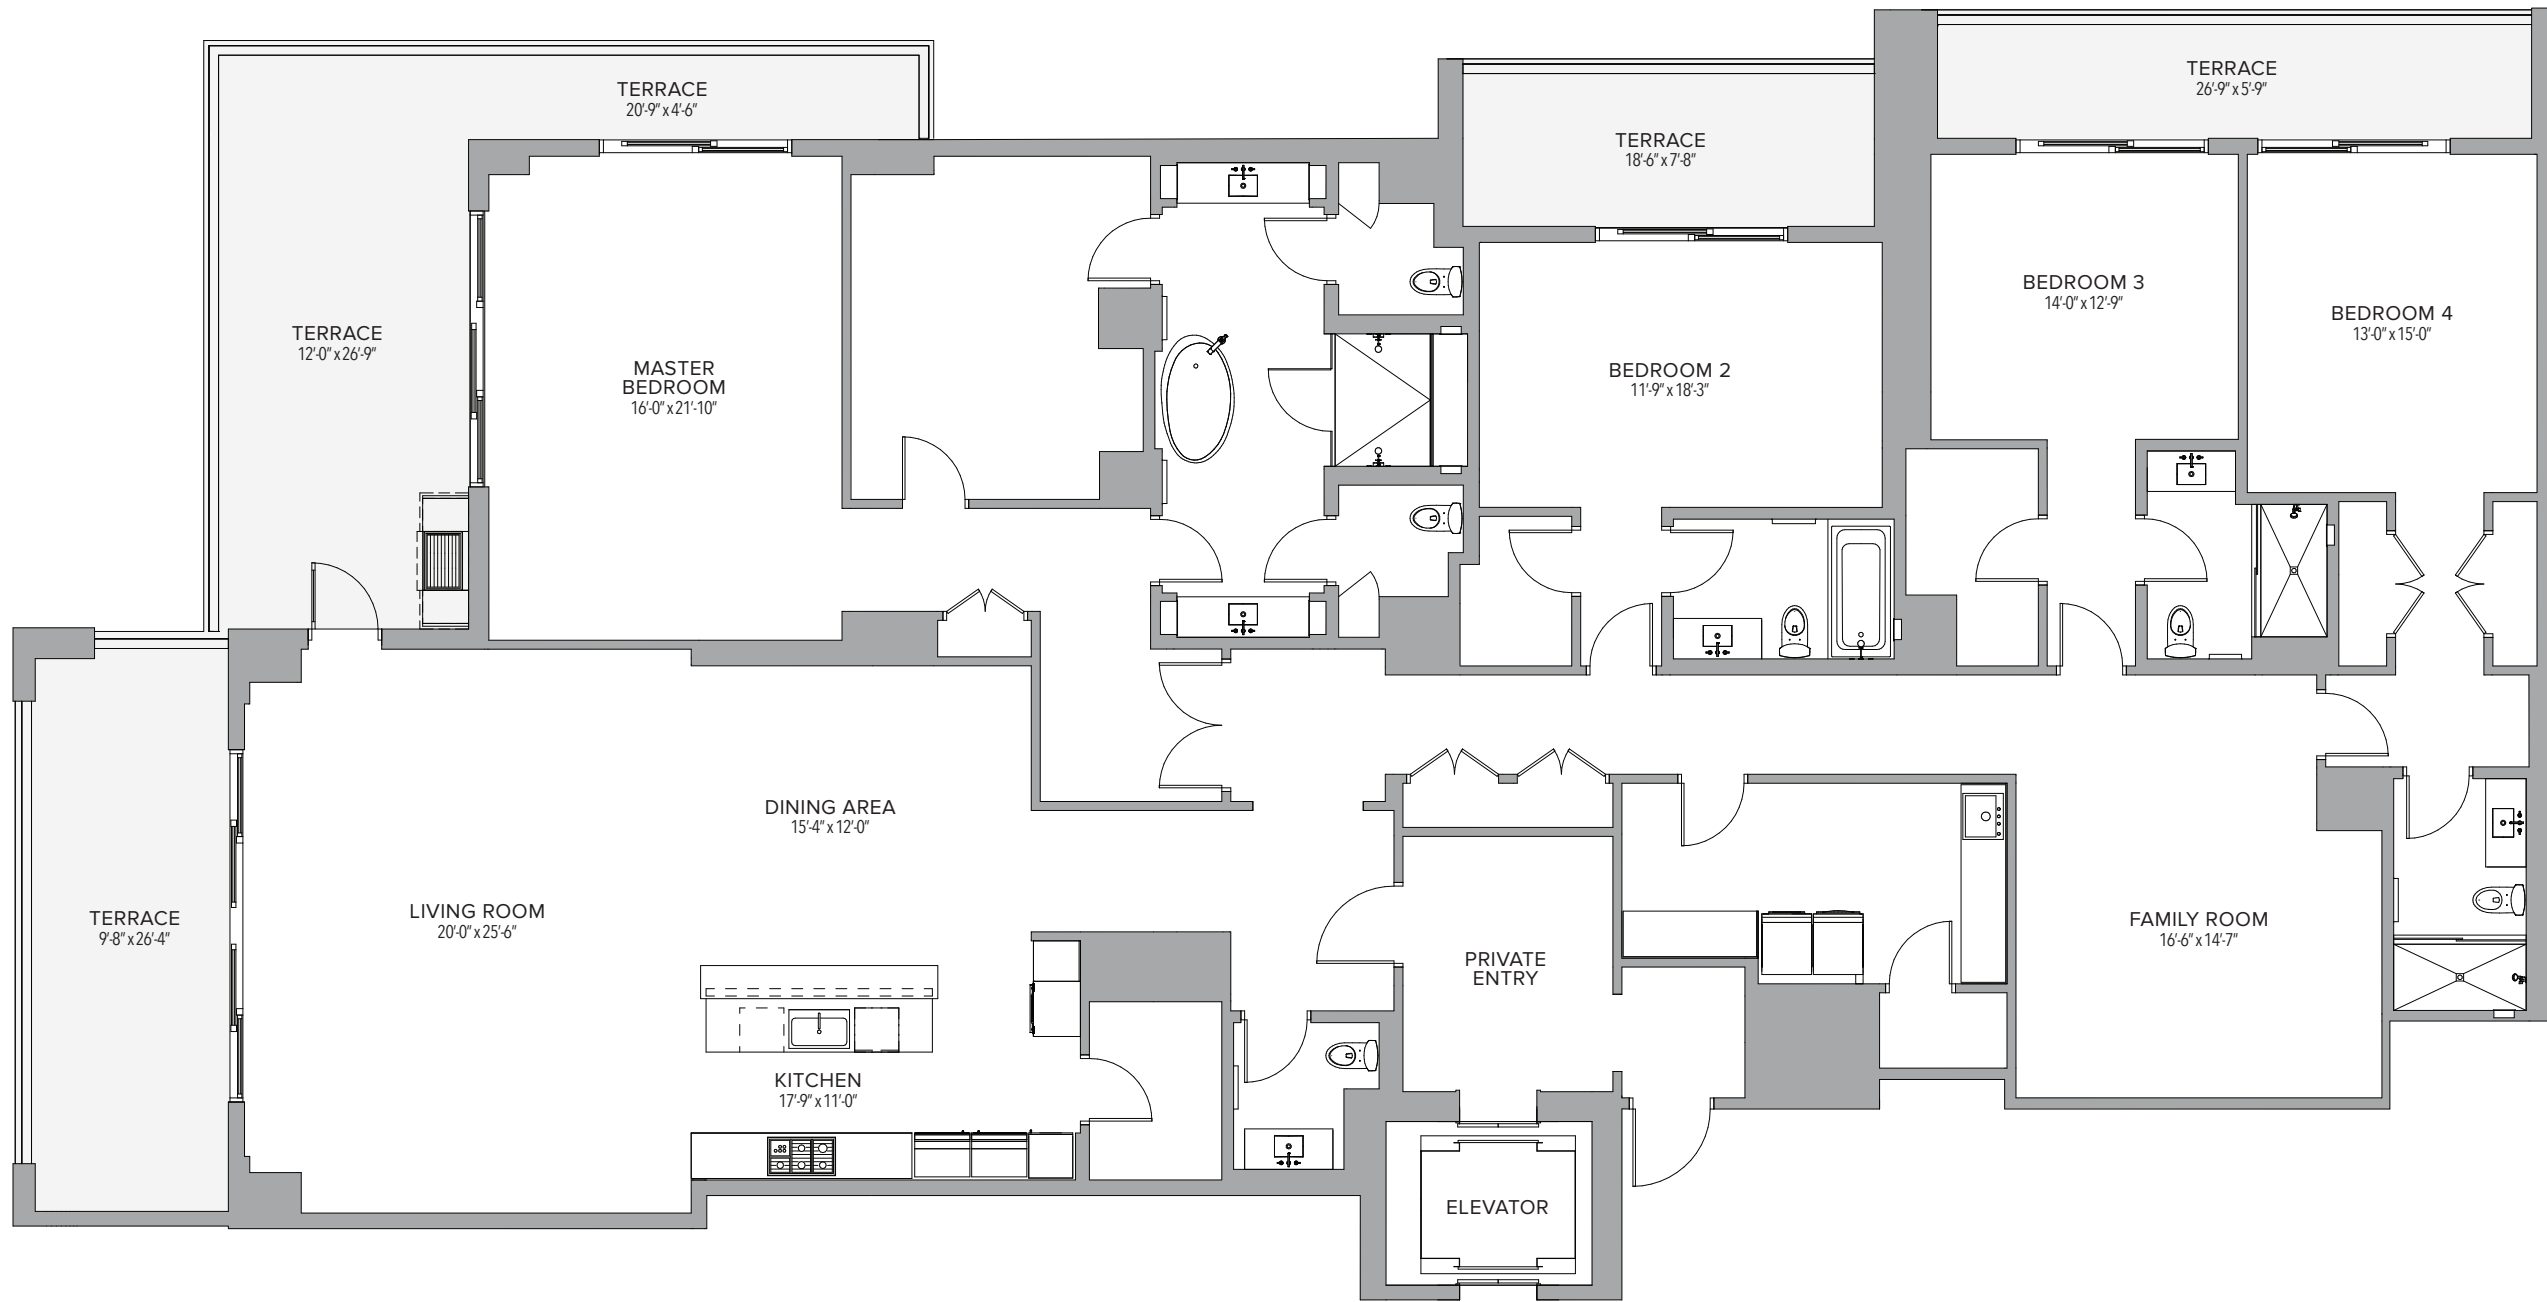 TERRACE
20'-9" x 4'-6"
TERRACE
18'-6" x 7'-8"
TERRACE
26'-9" x 5'-9"
TERRACE
12'-0" x 26'-9"
MASTER
BEDROOM
16'-0" x 21'-10"
BEDROOM 2
11'-9" x 18'-3"
BEDROOM 3
14'-0" x 12'-9"
BEDROOM 4
13'-0" x 15'-0"
DINING AREA
15'-4" x 12'-0"
TERRACE
9'-8" x 26'-4"
LIVING ROOM
20'-0" x 25'-6"
PRIVATE
ENTRY
FAMILY ROOM
16'-6" x 14'-7"
KITCHEN
17'-9" x 11'-0"
ELEVATOR